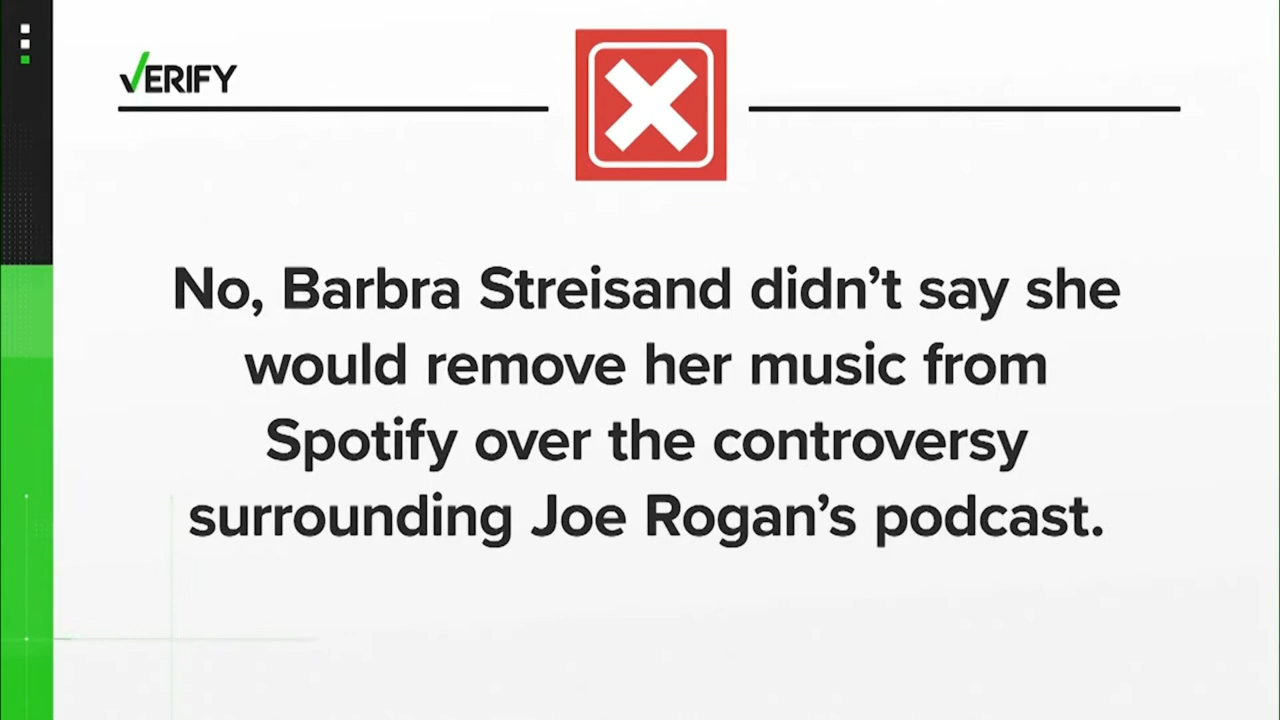 VERIFY
No, Barbra Streisand didn’t say she
would remove her music from
Spotify over the controversy
surrounding Joe Rogan’s podcast.